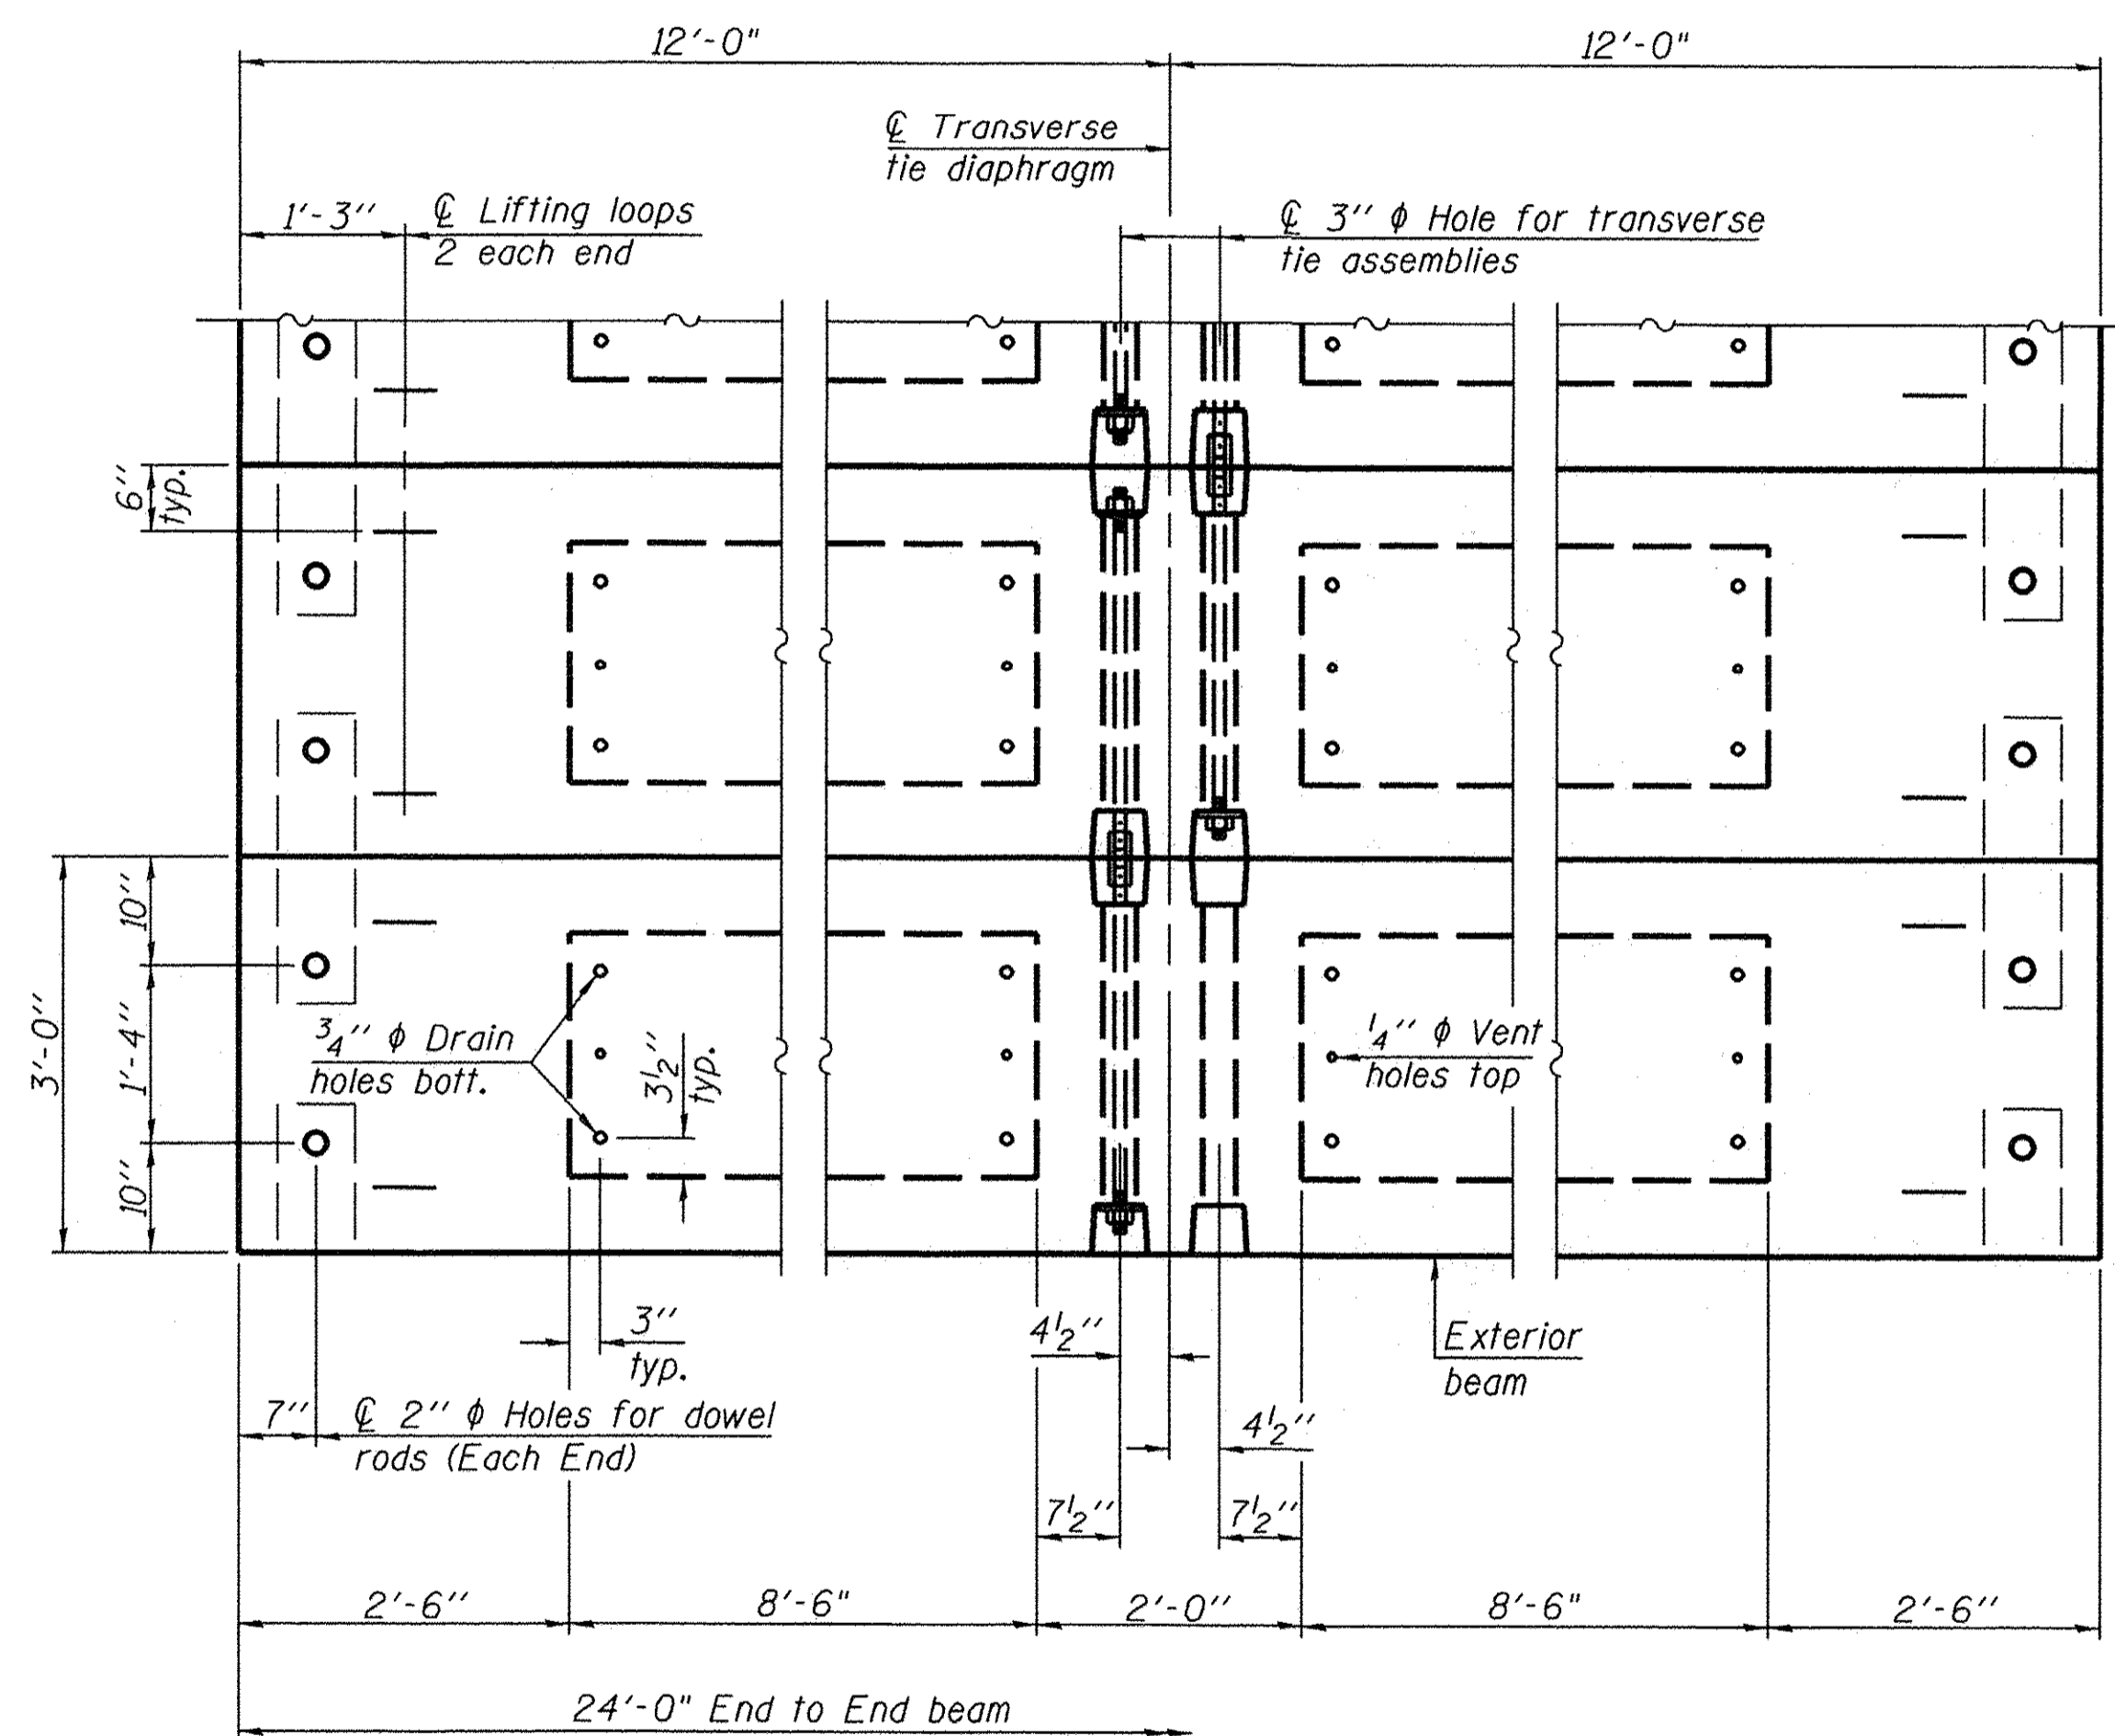 12'-0"
12'-0"
℄ Transverse
tie diaphragm
1'-3" ℄ Lifting loops
2 each end
℄ 3" ϕ Hole for transverse
tie assemblies
6"
typ.
10"
3'-0"
1'-4"
10"
3/4" ϕ Drain
holes bott.
3 1/2"
typ.
1/4" ϕ Vent
holes top
3"
typ.
4 1/2"
Exterior
beam
7" ℄ 2" ϕ Holes for dowel
rods (Each End)
4 1/2"
7 1/2"
7 1/2"
2'-6"
8'-6"
2'-0"
8'-6"
2'-6"
24'-0" End to End beam